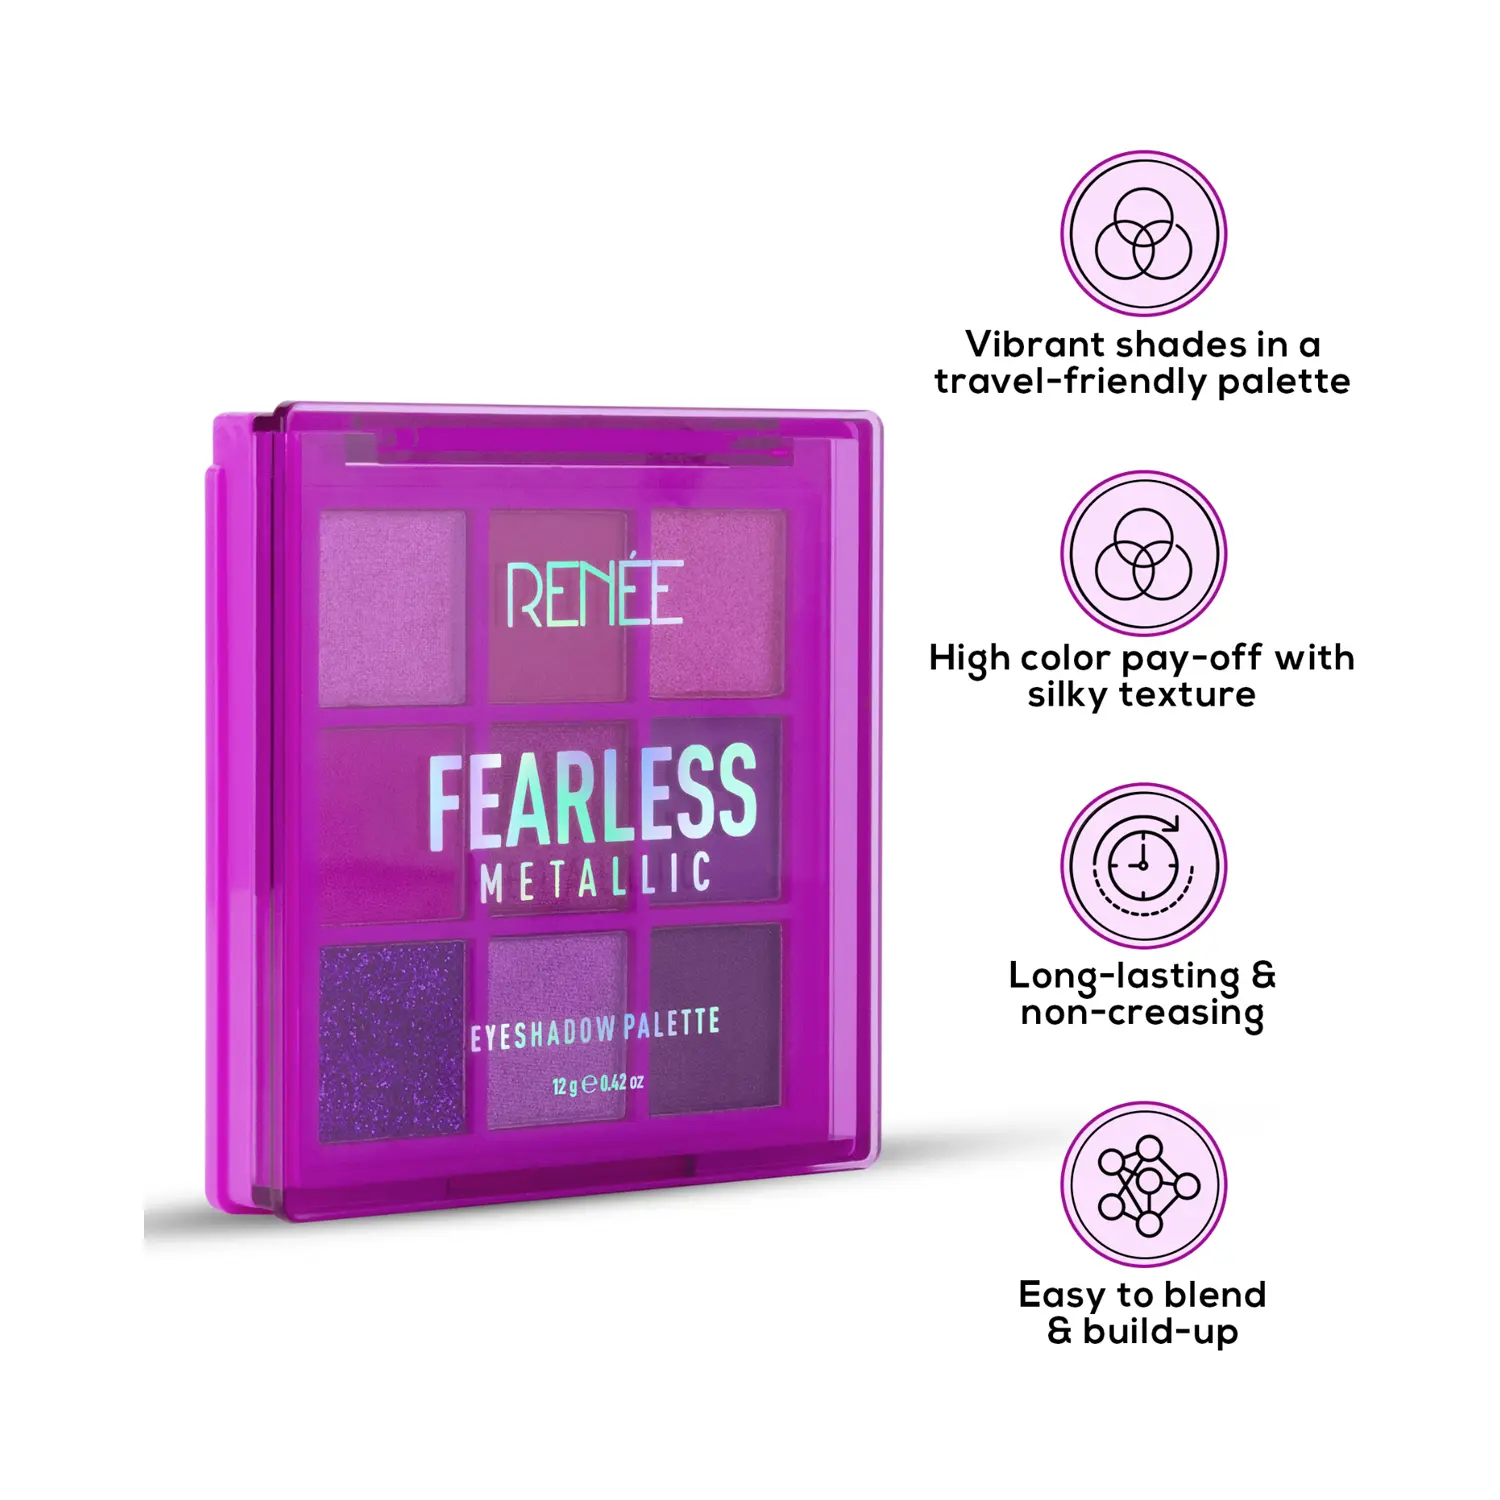 RENÉE
FEARLESS
METALLIC
EYESHADOW PALETTE
12 g ℮ 0.42 oz
Vibrant shades in a
travel-friendly palette
High color pay-off with
silky texture
Long-lasting &
non-creasing
Easy to blend
& build-up